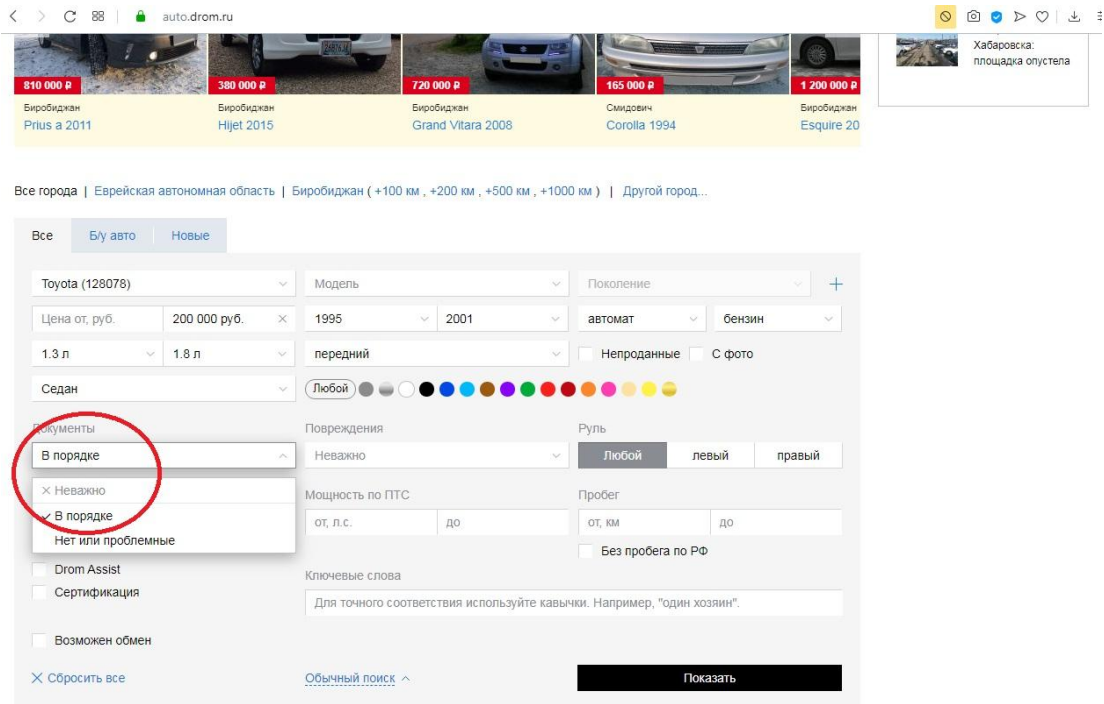 auto.drom.ru
Хабаровска:
площадка опустела
810 000 ₽
380 000 ₽
720 000 ₽
165 000 ₽
1 200 000 ₽
Биробиджан
Биробиджан
Биробиджан
Смидович
Биробиджан
Prius a 2011
Hijet 2015
Grand Vitara 2008
Corolla 1994
Esquire 20
Все города | Еврейская автономная область | Биробиджан ( +100 км , +200 км , +500 км , +1000 км ) | Другой город...
Все Б/у авто Новые
Toyota (128078) Модель Поколение
Цена от, руб. 200 000 руб. 1995 2001 автомат бензин
1.3 л 1.8 л передний Непроданные С фото
Седан Любой
Документы Повреждения Руль
В порядке Неважно Любой левый правый
Неважно Мощность по ПТС Пробег
В порядке от, л.с. до от, км до
Нет или проблемные Без пробега по РФ
Drom Assist
Ключевые слова
Сертификация
Для точного соответствия используйте кавычки. Например, "один хозяин".
Возможен обмен
Сбросить все Обычный поиск Показать